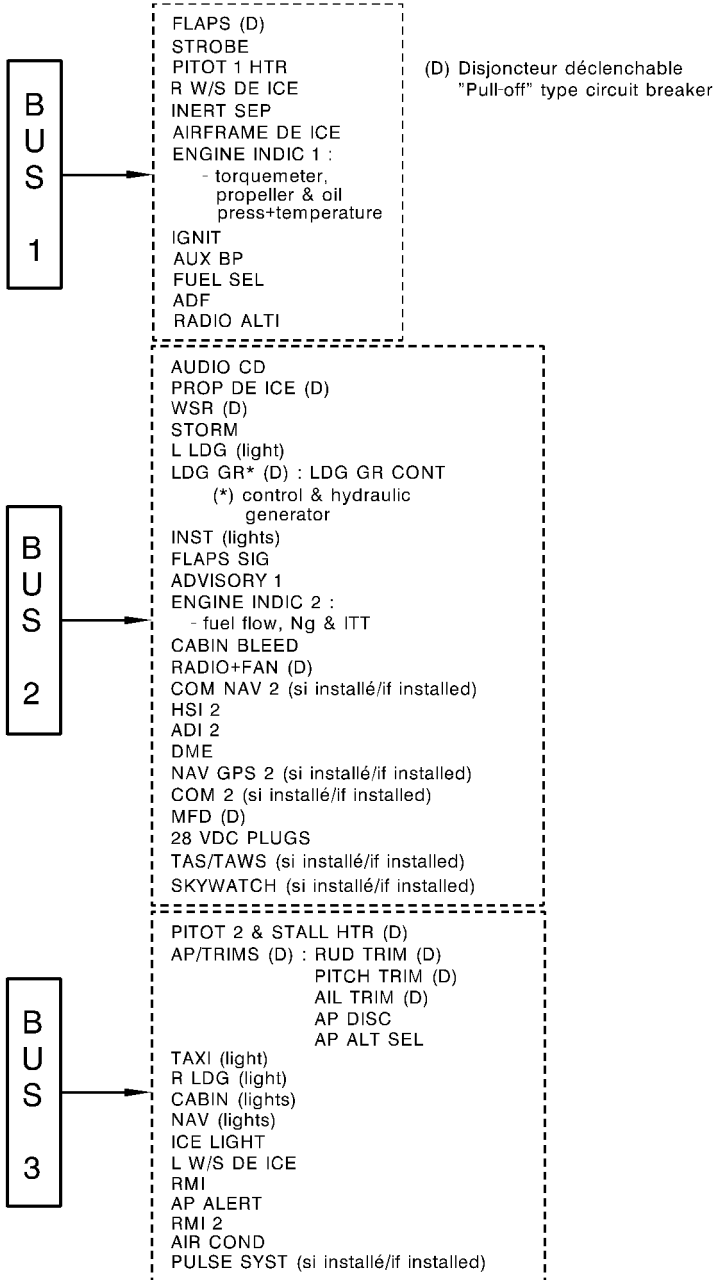 BUS 1
FLAPS (D)
STROBE
PITOT 1 HTR
R W/S DE ICE
INERT SEP
AIRFRAME DE ICE
ENGINE INDIC 1 :
- torquemeter,
propeller & oil
press+temperature
IGNIT
AUX BP
FUEL SEL
ADF
RADIO ALTI
(D) Disjoncteur déclenchable
"Pull-off" type circuit breaker
BUS 2
AUDIO CD
PROP DE ICE (D)
WSR (D)
STORM
L LDG (light)
LDG GR* (D) : LDG GR CONT
(*) control & hydraulic
generator
INST (lights)
FLAPS SIG
ADVISORY 1
ENGINE INDIC 2 :
- fuel flow, Ng & ITT
CABIN BLEED
RADIO+FAN (D)
COM NAV 2 (si installé/if installed)
HSI 2
ADI 2
DME
NAV GPS 2 (si installé/if installed)
COM 2 (si installé/if installed)
MFD (D)
28 VDC PLUGS
TAS/TAWS (si installé/if installed)
SKYWATCH (si installé/if installed)
BUS 3
PITOT 2 & STALL HTR (D)
AP/TRIMS (D) : RUD TRIM (D)
PITCH TRIM (D)
AIL TRIM (D)
AP DISC
AP ALT SEL
TAXI (light)
R LDG (light)
CABIN (lights)
NAV (lights)
ICE LIGHT
L W/S DE ICE
RMI
AP ALERT
RMI 2
AIR COND
PULSE SYST (si installé/if installed)